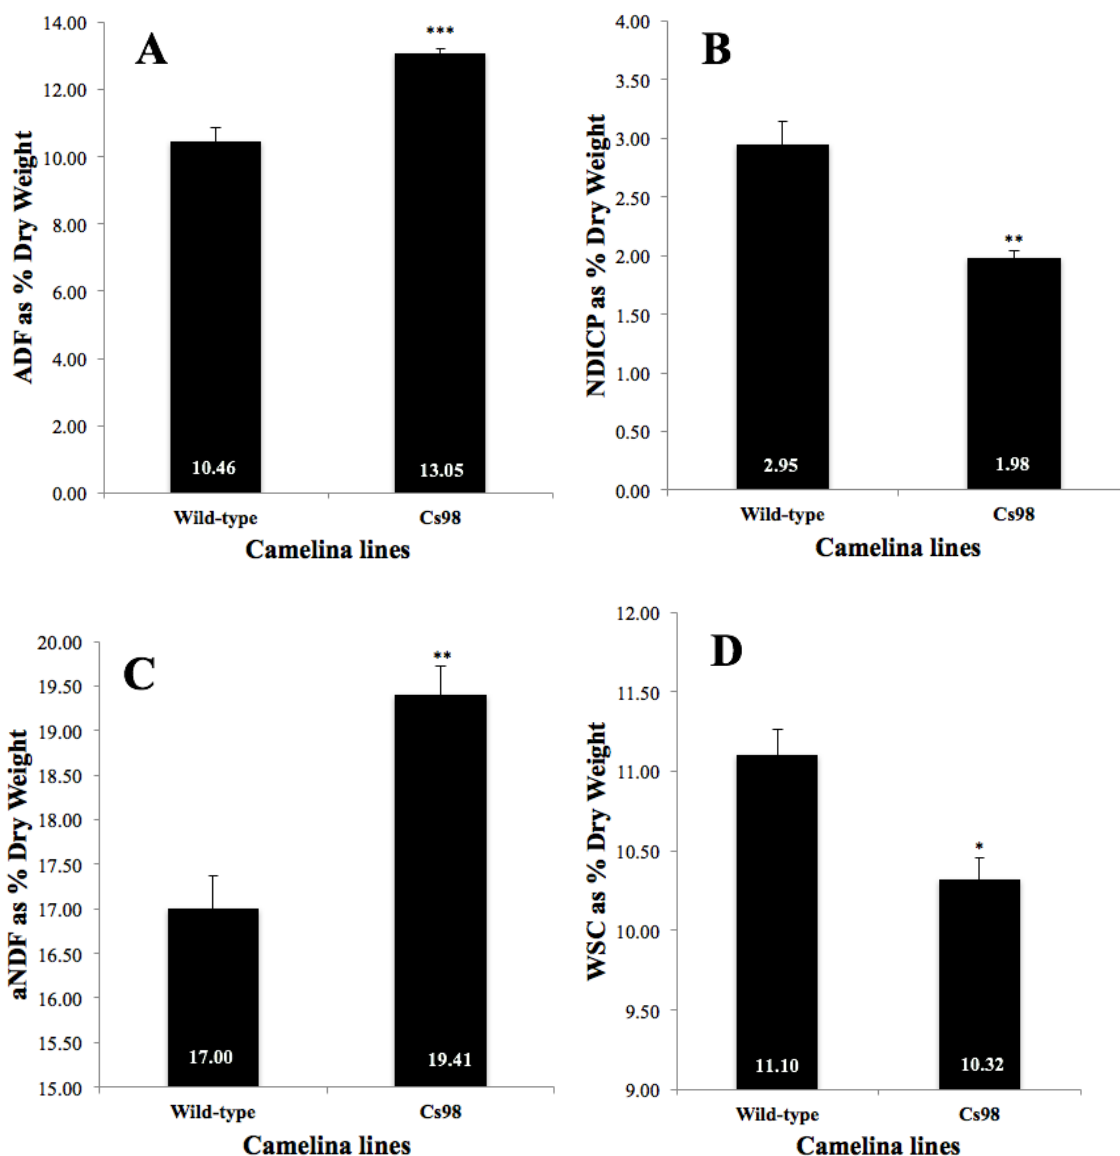 A
ADF as % Dry Weight
14.00
12.00
10.00
8.00
6.00
4.00
2.00
0.00
***
10.46
13.05
Wild-type
Cs98
Camelina lines
B
NDICP as % Dry Weight
4.00
3.50
3.00
2.50
2.00
1.50
1.00
0.50
0.00
**
2.95
1.98
Wild-type
Cs98
Camelina lines
C
aNDF as % Dry Weight
20.00
19.50
19.00
18.50
18.00
17.50
17.00
16.50
16.00
15.50
15.00
**
17.00
19.41
Wild-type
Cs98
Camelina lines
D
WSC as % Dry Weight
12.00
11.50
11.00
10.50
10.00
9.50
9.00
*
11.10
10.32
Wild-type
Cs98
Camelina lines